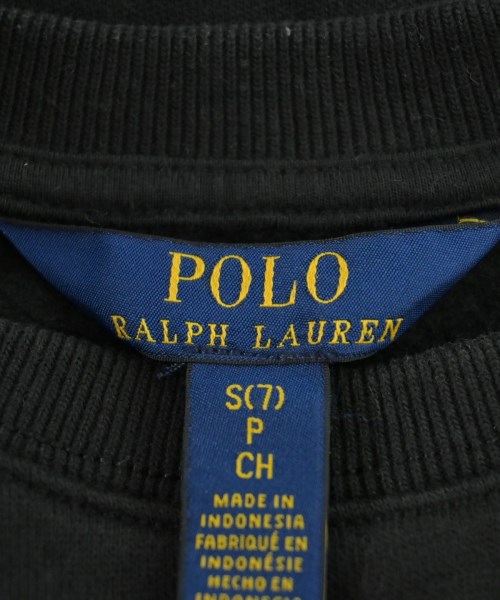 POLO
RALPH LAUREN
S(7)
P
CH
MADE IN
INDONESIA
FABRIQUÉ EN
INDONÉSIE
HECHO EN